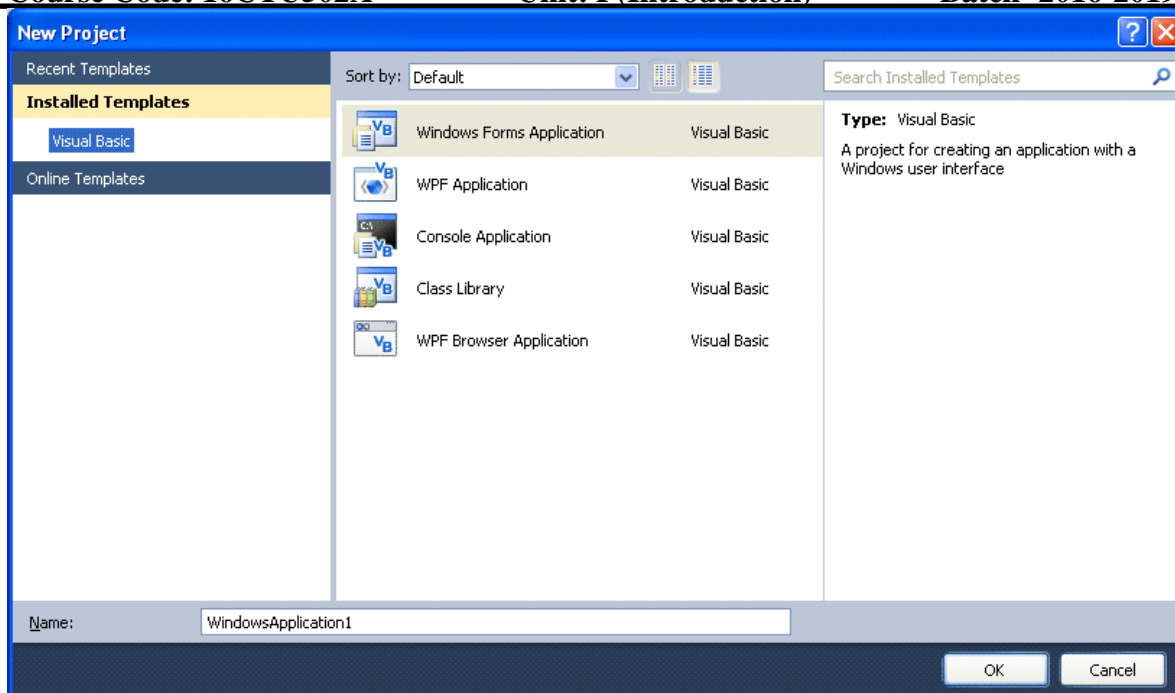 New Project
Recent Templates
Installed Templates
Visual Basic
Online Templates
Sort by: Default
Search Installed Templates
Windows Forms Application Visual Basic
WPF Application Visual Basic
Console Application Visual Basic
Class Library Visual Basic
WPF Browser Application Visual Basic
Type: Visual Basic
A project for creating an application with a
Windows user interface
Name: WindowsApplication1
OK Cancel